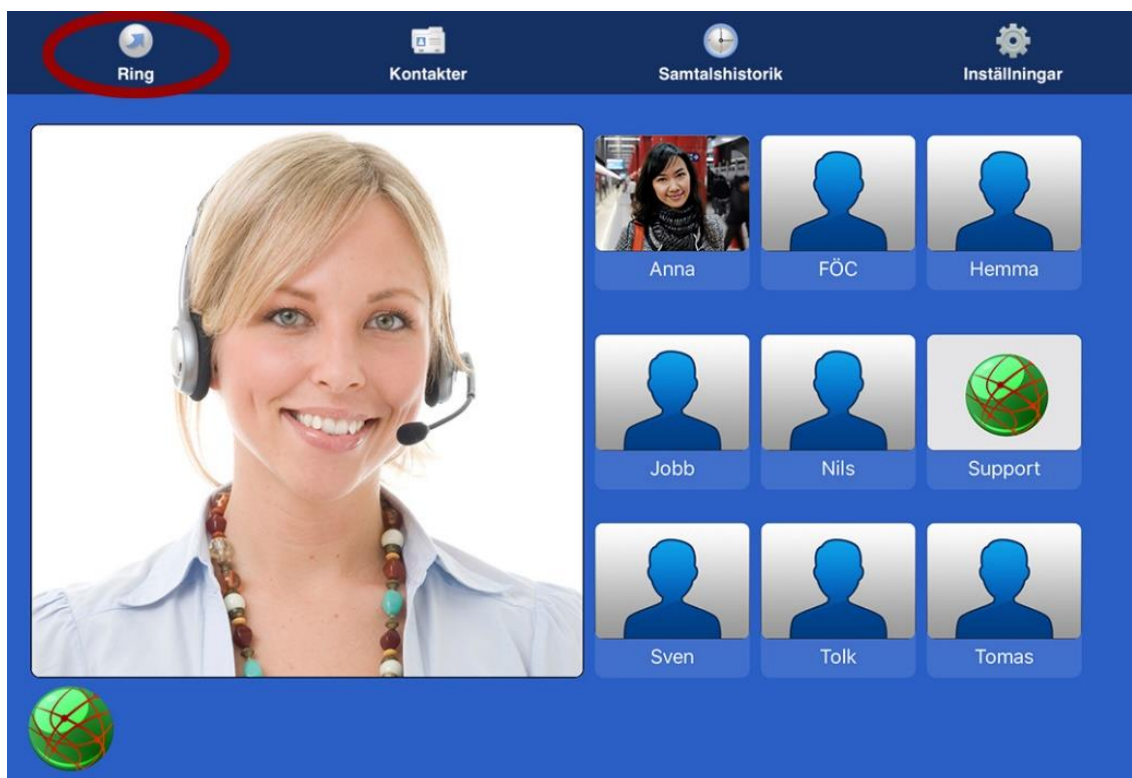 Ring
Kontakter
Samtalshistorik
Inställningar
Anna
FÖC
Hemma
Jobb
Nils
Support
Sven
Tolk
Tomas